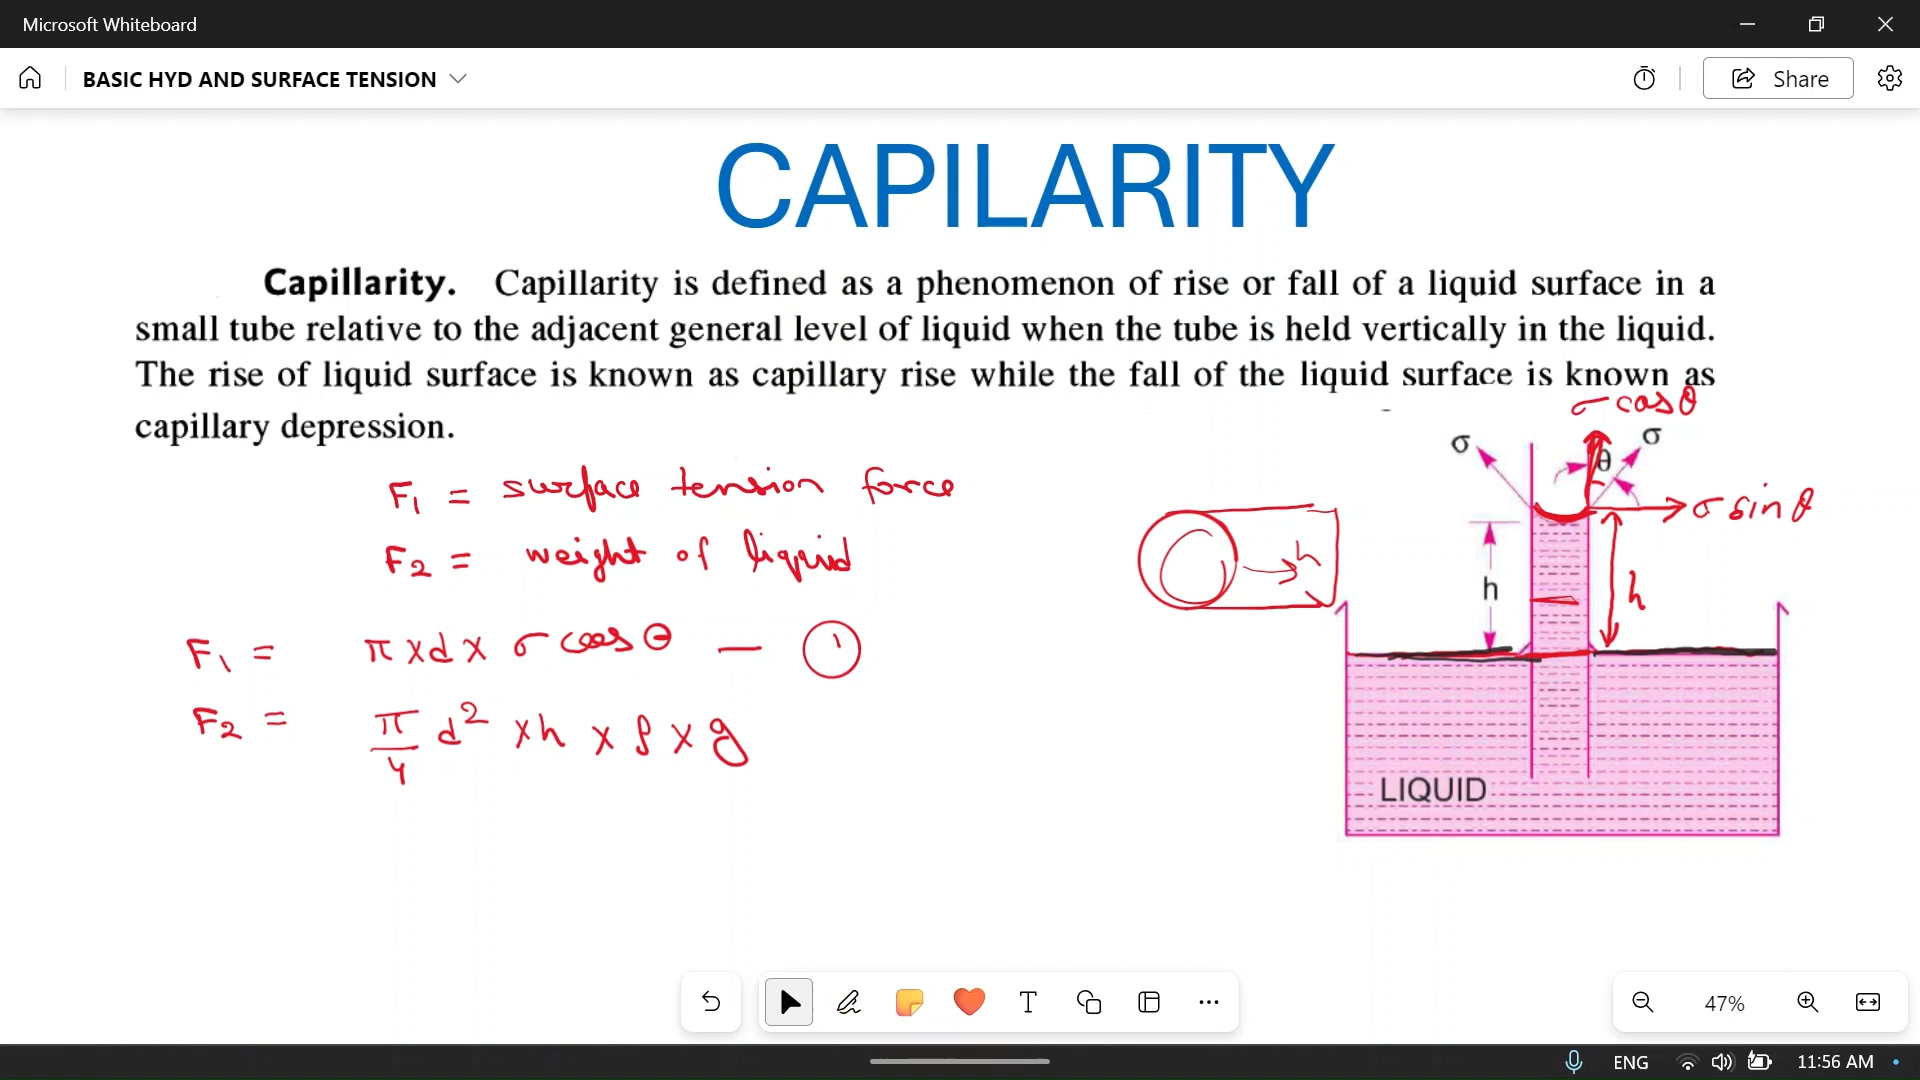 Microsoft Whiteboard
BASIC HYD AND SURFACE TENSION
Share
CAPILARITY
Capillarity. Capillarity is defined as a phenomenon of rise or fall of a liquid surface in a
small tube relative to the adjacent general level of liquid when the tube is held vertically in the liquid.
The rise of liquid surface is known as capillary rise while the fall of the liquid surface is known as
capillary depression.
σ cos θ
σ
θ
σ
σ sin θ
F₁ = surface tension force
F₂ = weight of liquid
h
h
h
F₁ = π x d x σ cos θ — ①
F₂ = π/4 d² x h x ρ x g
LIQUID
47%
ENG
11:56 AM